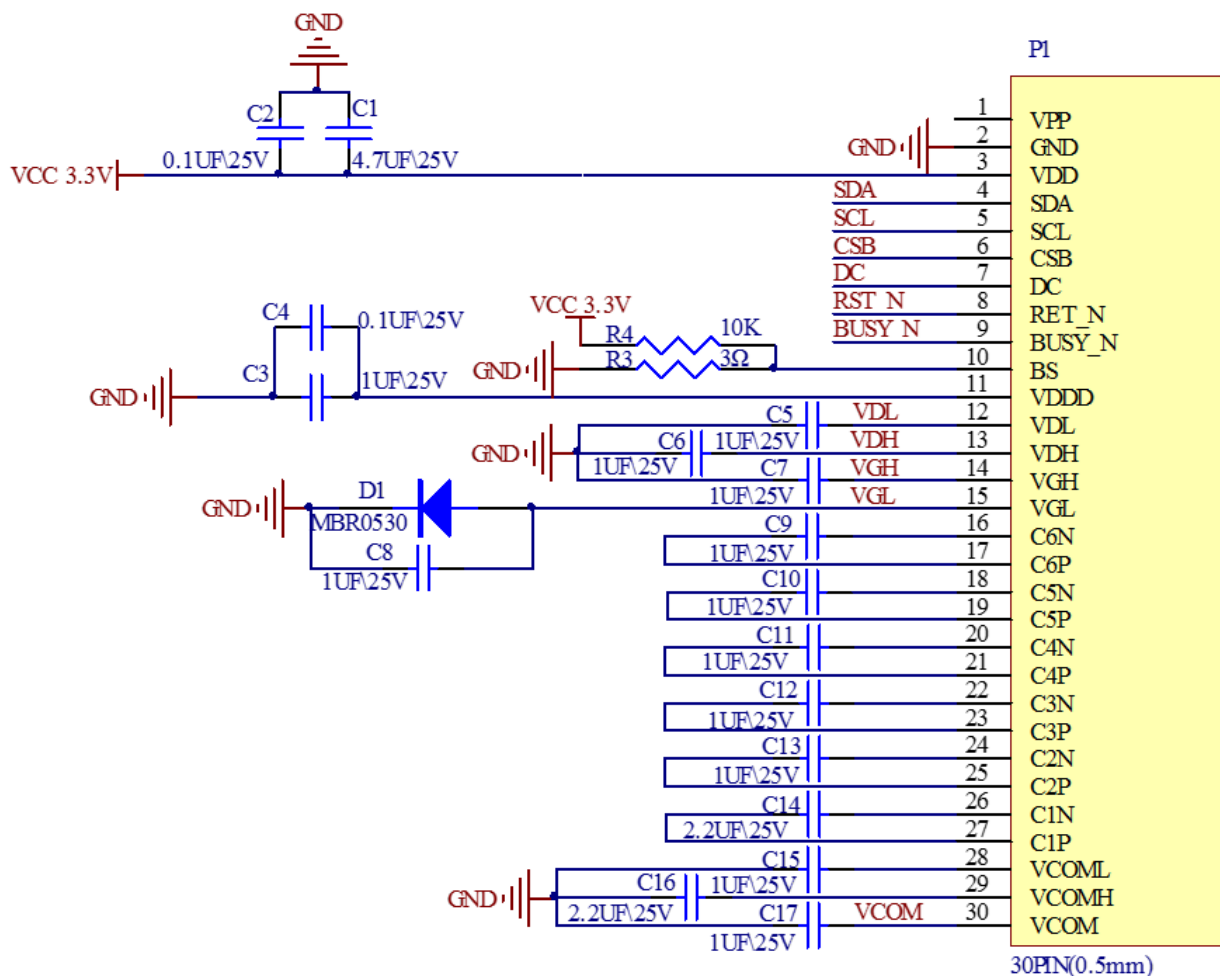 GND
P1
C2 C1
0.1UF\25V 4.7UF\25V
VCC 3.3V
1 VPP
GND 2 GND
3 VDD
SDA 4 SDA
SCL 5 SCL
CSB 6 CSB
DC 7 DC
RST N 8 RET_N
BUSY N 9 BUSY_N
VCC 3.3V
C4 0.1UF\25V
R4 10K
GND R3 3Ω 10 BS
C3 1UF\25V
GND 11 VDDD
C5 VDL 12 VDL
1UF\25V
GND C6 VDH 13 VDH
1UF\25V
C7 VGH 14 VGH
1UF\25V
D1
GND VGL 15 VGL
MBR0530
C8
1UF\25V
C9 16 C6N
1UF\25V 17 C6P
C10 18 C5N
1UF\25V 19 C5P
C11 20 C4N
1UF\25V 21 C4P
C12 22 C3N
1UF\25V 23 C3P
C13 24 C2N
1UF\25V 25 C2P
C14 26 C1N
2.2UF\25V 27 C1P
C15 28 VCOML
1UF\25V
GND C16 29 VCOMH
2.2UF\25V
C17 VCOM 30 VCOM
1UF\25V
30PIN(0.5mm)